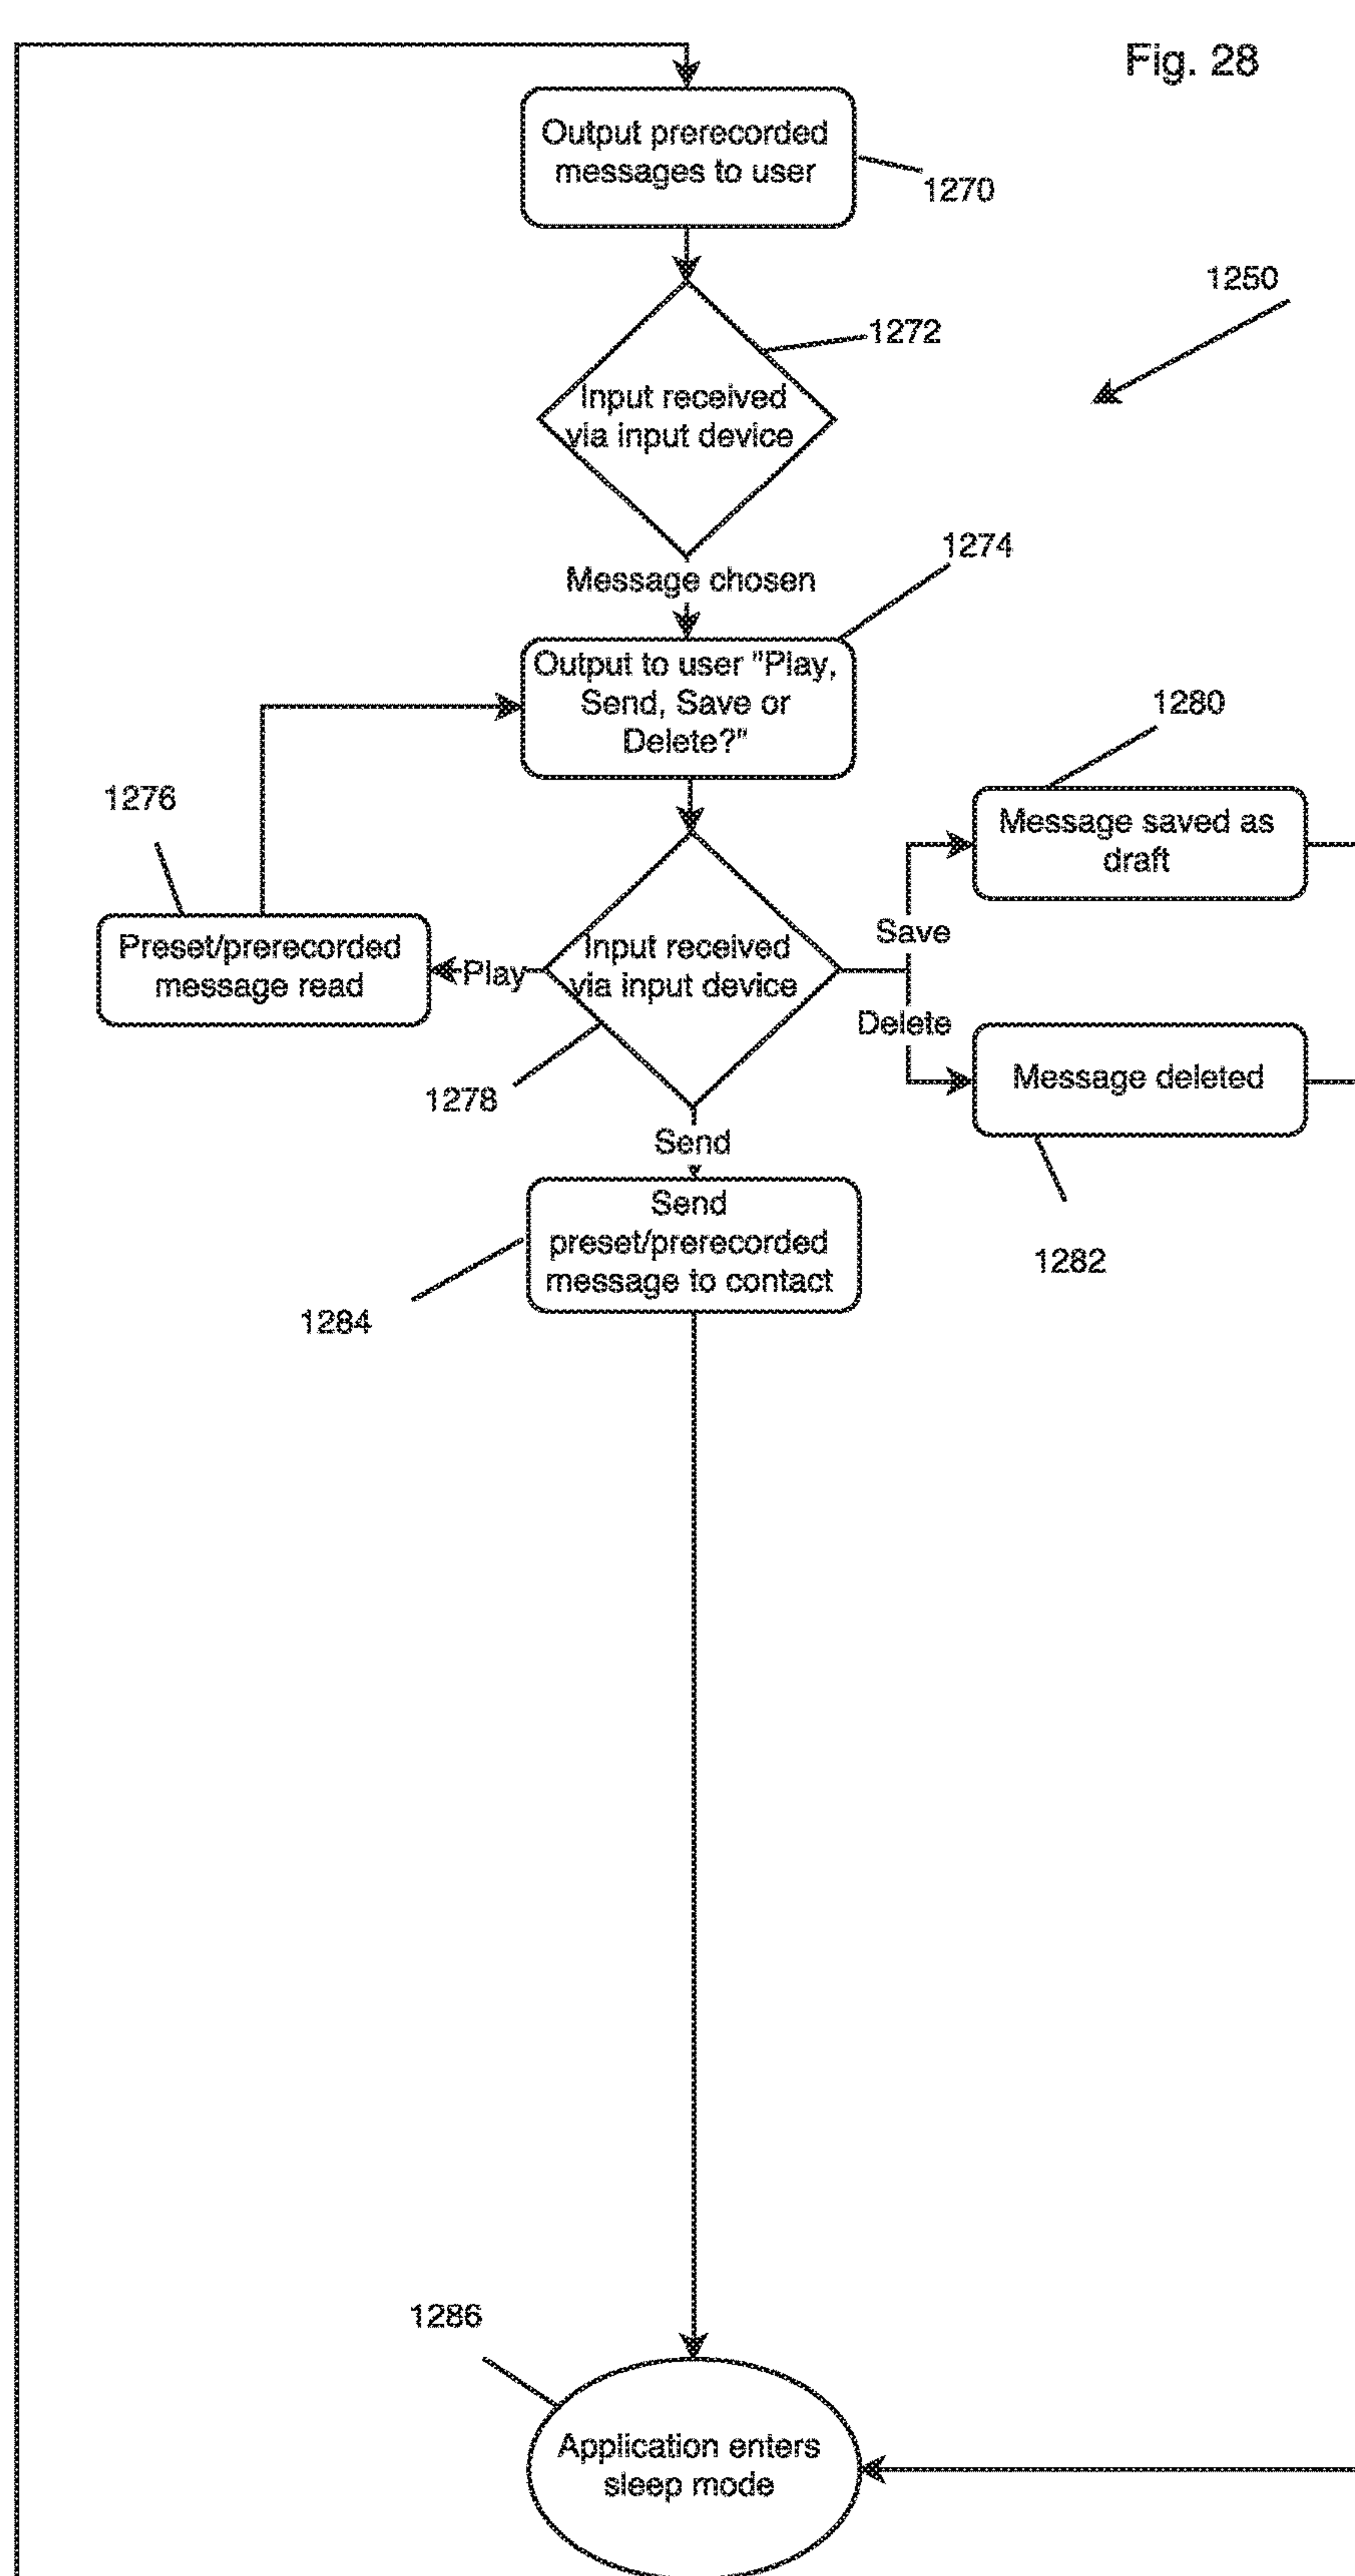 Fig. 28
Output prerecorded
messages to user
1270
1250
1272
Input received
via input device
Message chosen
1274
Output to user "Play,
Send, Save or
Delete?"
1280
1276
Message saved as
draft
Save
Preset/prerecorded
message read
Play
Input received
via input device
Delete
Message deleted
1278
Send
1282
Send
preset/prerecorded
message to contact
1284
1286
Application enters
sleep mode